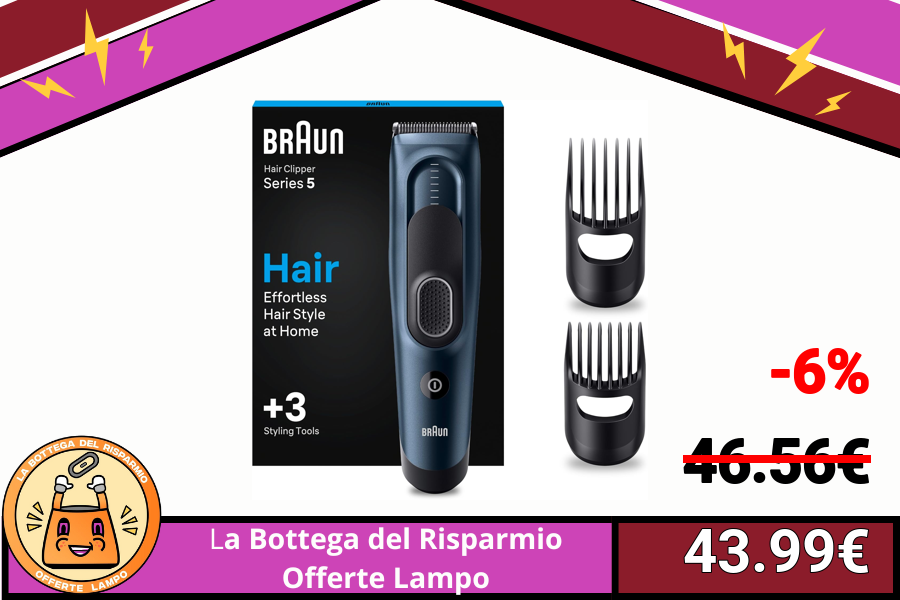 BRAUN
BRAUN
Hair Clipper
Series 5
Hair
Effortless
Hair Style
at Home
+3
Styling Tools
BRAUN
-6%
46.56€
43.99€
LA BOTTEGA DEL RISPARMIO
OFFERTE LAMPO
La Bottega del Risparmio
Offerte Lampo